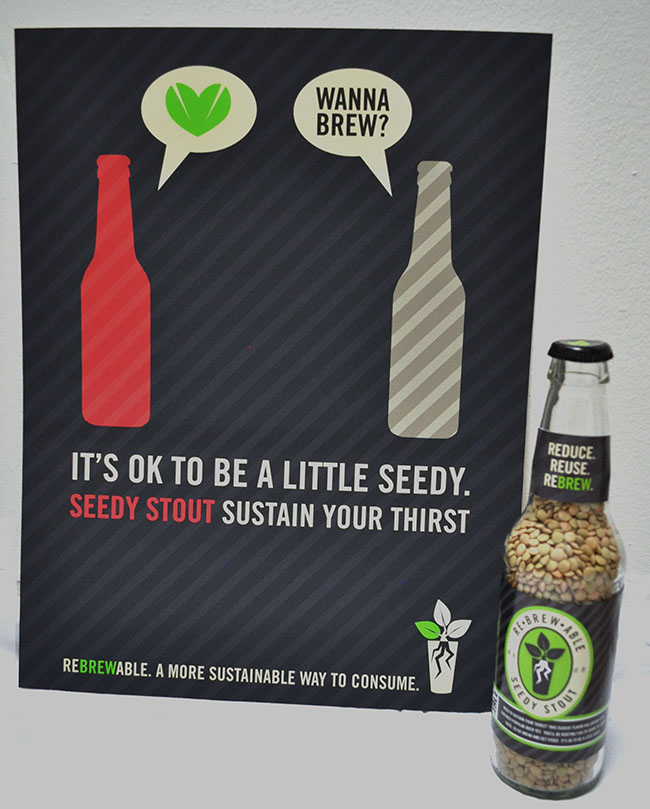 WANNA
BREW?
IT'S OK TO BE A LITTLE SEEDY.
SEEDY STOUT SUSTAIN YOUR THIRST
REBREWABLE. A MORE SUSTAINABLE WAY TO CONSUME.
REDUCE.
REUSE.
REBREW.
RE•BREW•ABLE
SEEDY STOUT